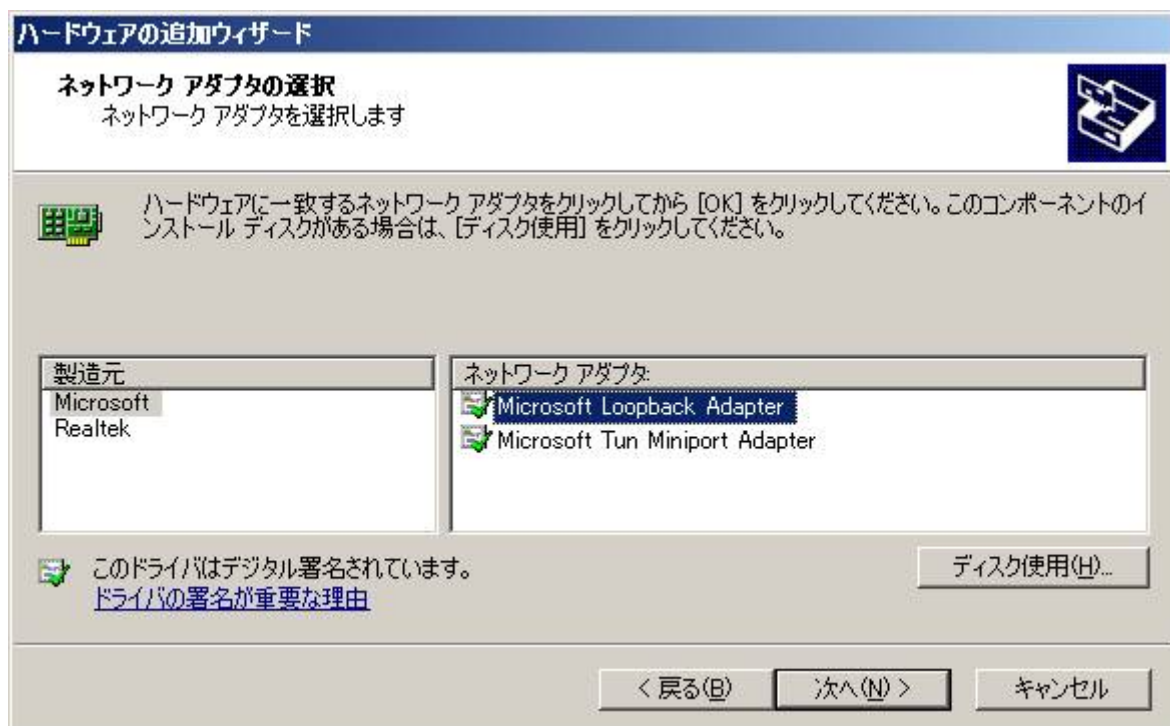 ハードウェアの追加ウィザード
ネットワーク アダプタの選択
ネットワーク アダプタを選択します
ハードウェアに一致するネットワーク アダプタをクリックしてから [OK] をクリックしてください。このコンポーネントのイ
ンストール ディスクがある場合は、[ディスク使用] をクリックしてください。
製造元
Microsoft
Realtek
ネットワーク アダプタ:
Microsoft Loopback Adapter
Microsoft Tun Miniport Adapter
このドライバはデジタル署名されています。
ドライバの署名が重要な理由
ディスク使用(H)...
< 戻る(B)
次へ(N) >
キャンセル